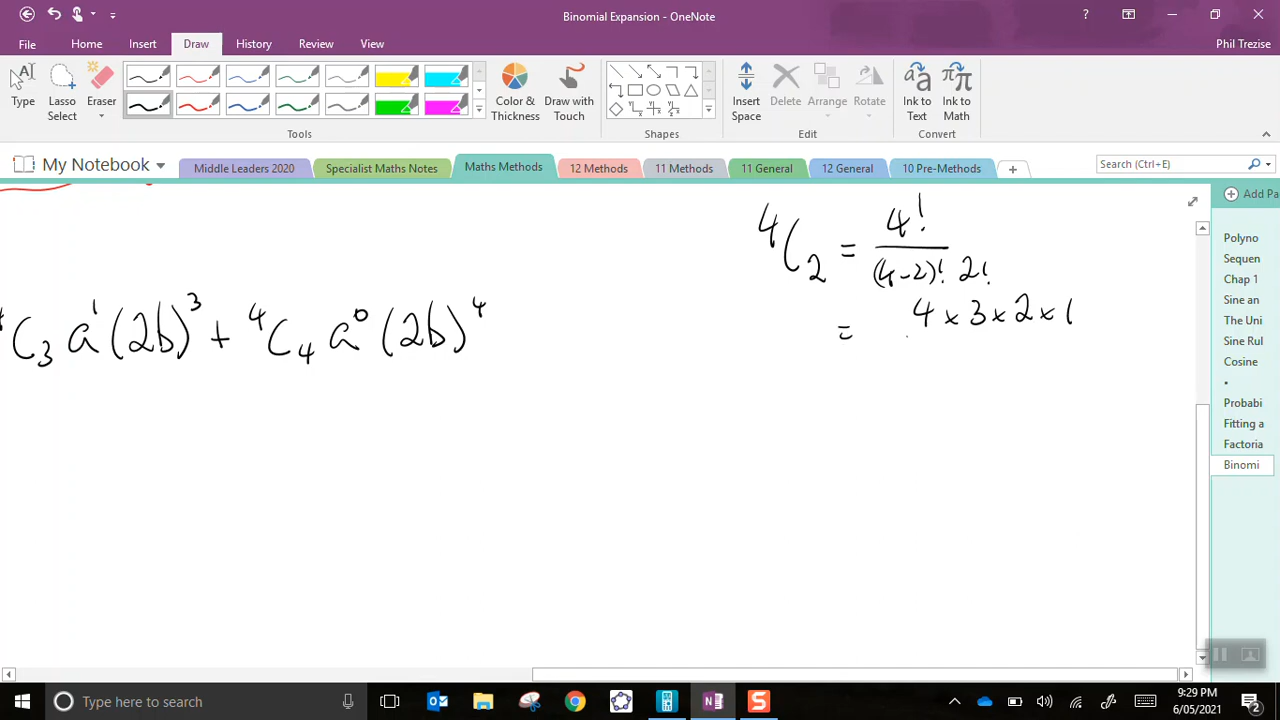 Binomial Expansion - OneNote
?
File Home Insert Draw History Review View
Phil Trezise
Type Lasso Select Eraser
Color & Thickness Draw with Touch
Insert Space Delete Arrange Rotate Ink to Text Ink to Math
Tools Shapes Edit Convert
My Notebook Middle Leaders 2020 Specialist Maths Notes Maths Methods 12 Methods 11 Methods 11 General 12 General 10 Pre-Methods
Search (Ctrl+E)
Add Pa
Polyno
Sequen
Chap 1
Sine an
The Uni
Sine Rul
Cosine
•
Probabi
Fitting a
Factoria
Binomi
⁴C₂ = 4! / (4-2)! 2!
= 4 × 3 × 2 × 1
C₃ a¹ (2b)³ + ⁴C₄ a⁰ (2b)⁴
Type here to search
9:29 PM
6/05/2021
2